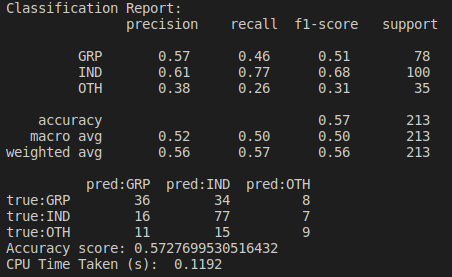 Classification Report:
precision recall f1-score support
GRP 0.57 0.46 0.51 78
IND 0.61 0.77 0.68 100
OTH 0.38 0.26 0.31 35
accuracy 0.57 213
macro avg 0.52 0.50 0.50 213
weighted avg 0.56 0.57 0.56 213
pred:GRP pred:IND pred:OTH
true:GRP 36 34 8
true:IND 16 77 7
true:OTH 11 15 9
Accuracy score: 0.5727699530516432
CPU Time Taken (s): 0.1192